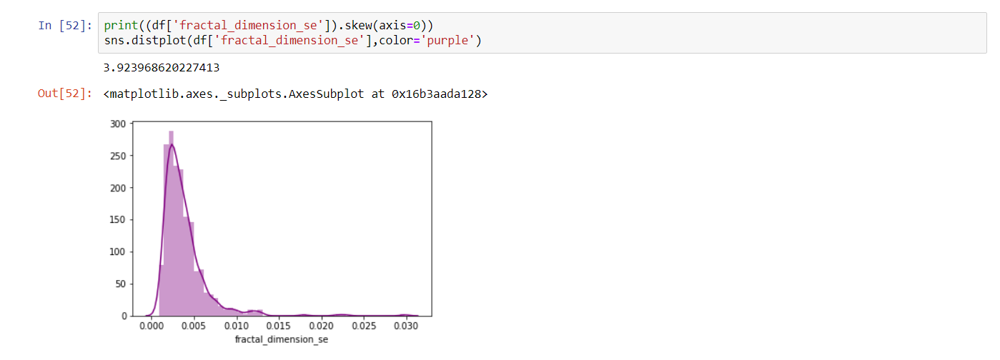 In [52]: print((df['fractal_dimension_se']).skew(axis=0))
sns.distplot(df['fractal_dimension_se'],color='purple')
3.923968620227413
Out[52]: <matplotlib.axes._subplots.AxesSubplot at 0x16b3aada128>
300
250
200
150
100
50
0
0.000 0.005 0.010 0.015 0.020 0.025 0.030
fractal_dimension_se